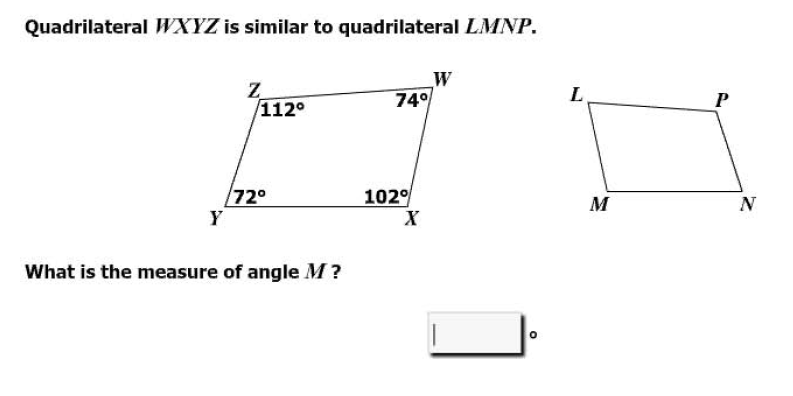 Quadrilateral WXYZ is similar to quadrilateral LMNP.
Z
W
112°
74°
L
P
72°
102°
Y
X
M
N
What is the measure of angle M ?
°